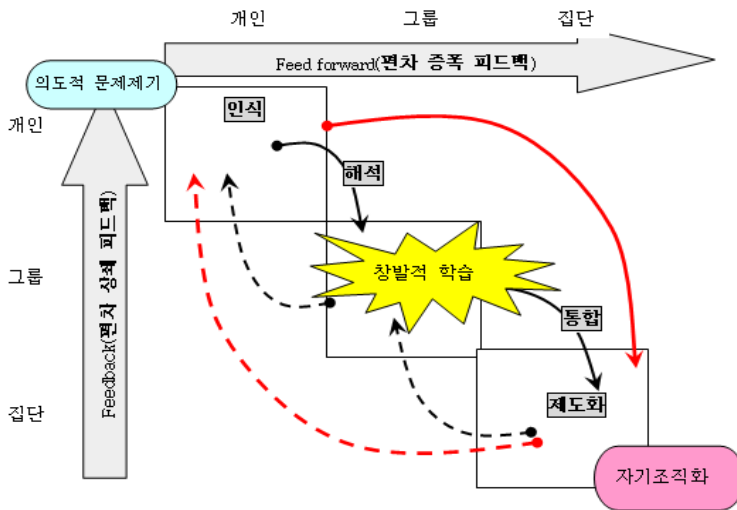 개인 그룹 집단
Feed forward(편차 증폭 피드백)
의도적 문제제기
인식
개인
해석
Feedback(편차 상쇄 피드백)
그룹
창발적 학습
통합
집단
제도화
자기조직화